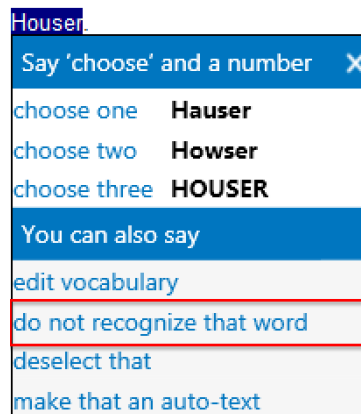 Houser.
Say 'choose' and a number ×
choose one Hauser
choose two Howser
choose three HOUSER
You can also say
edit vocabulary
do not recognize that word
deselect that
make that an auto-text